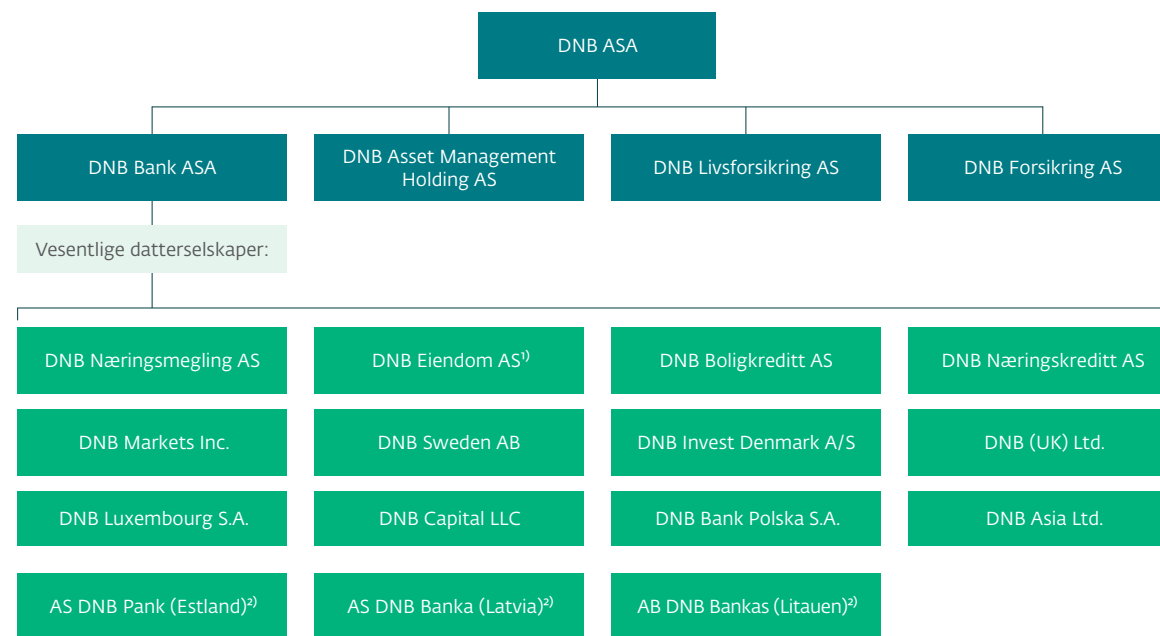 DNB ASA
DNB Bank ASA
DNB Asset Management
Holding AS
DNB Livsforsikring AS
DNB Forsikring AS
Vesentlige datterselskaper:
DNB Næringsmegling AS
DNB Eiendom AS¹⁾
DNB Boligkreditt AS
DNB Næringskreditt AS
DNB Markets Inc.
DNB Sweden AB
DNB Invest Denmark A/S
DNB (UK) Ltd.
DNB Luxembourg S.A.
DNB Capital LLC
DNB Bank Polska S.A.
DNB Asia Ltd.
AS DNB Pank (Estland)²⁾
AS DNB Banka (Latvia)²⁾
AB DNB Bankas (Litauen)²⁾